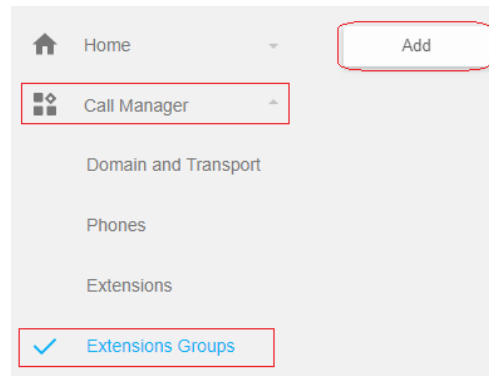 Home
Add
Call Manager
Domain and Transport
Phones
Extensions
Extensions Groups